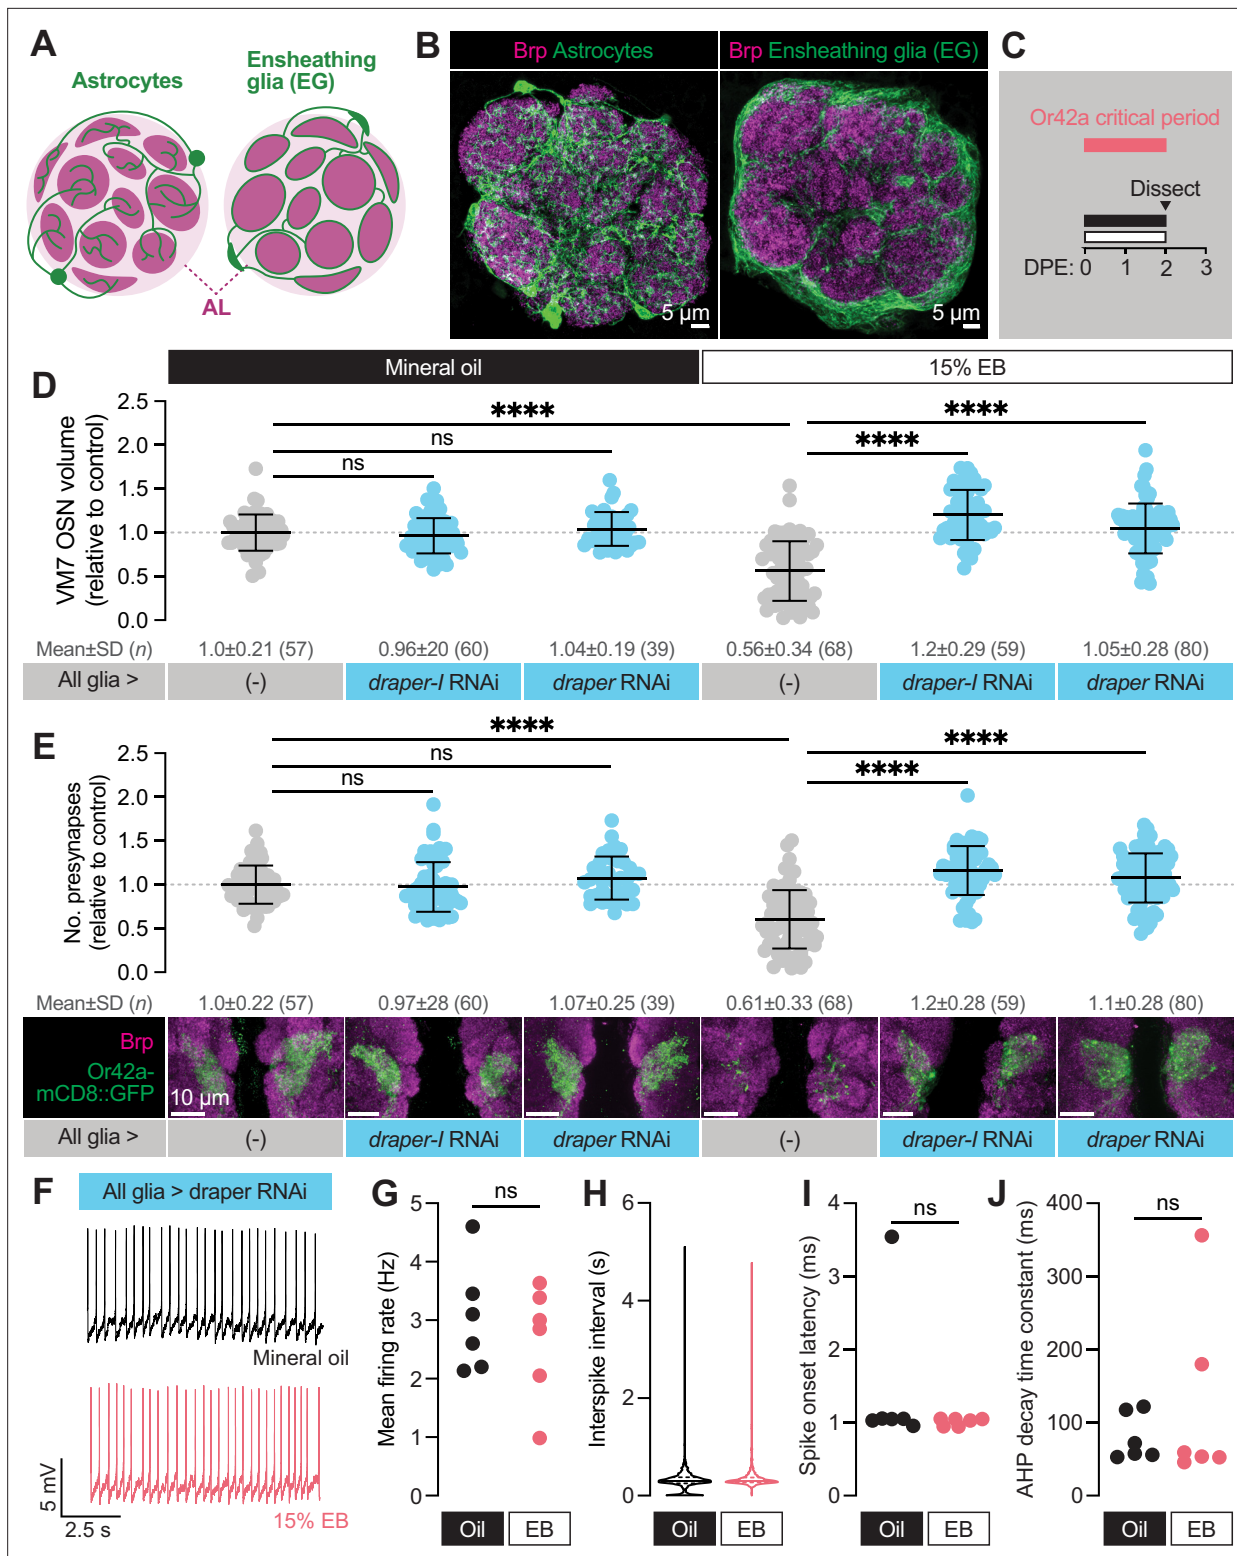 A
Astrocytes
Ensheathing
glia (EG)
AL
B
Brp Astrocytes
Brp Ensheathing glia (EG)
5 µm
5 µm
C
Or42a critical period
Dissect
DPE: 0 1 2 3
Mineral oil
15% EB
D
VM7 OSN volume
(relative to control)
2.5
2.0
1.5
1.0
0.5
0.0
****
ns
ns
****
****
Mean±SD (n)
1.0±0.21 (57)
0.96±20 (60)
1.04±0.19 (39)
0.56±0.34 (68)
1.2±0.29 (59)
1.05±0.28 (80)
All glia >
(-)
draper-I RNAi
draper RNAi
(-)
draper-I RNAi
draper RNAi
E
No. presynapses
(relative to control)
2.5
2.0
1.5
1.0
0.5
0.0
****
ns
ns
****
****
Mean±SD (n)
1.0±0.22 (57)
0.97±28 (60)
1.07±0.25 (39)
0.61±0.33 (68)
1.2±0.28 (59)
1.1±0.28 (80)
Brp
Or42a-
mCD8::GFP
10 µm
All glia >
(-)
draper-I RNAi
draper RNAi
(-)
draper-I RNAi
draper RNAi
F
All glia > draper RNAi
Mineral oil
5 mV
2.5 s
15% EB
G
Mean firing rate (Hz)
5
4
3
2
1
0
ns
Oil
EB
H
Interspike interval (s)
6
4
2
0
Oil
EB
I
Spike onset latency (ms)
4
3
2
1
0
ns
Oil
EB
J
AHP decay time constant (ms)
400
300
200
100
0
ns
Oil
EB